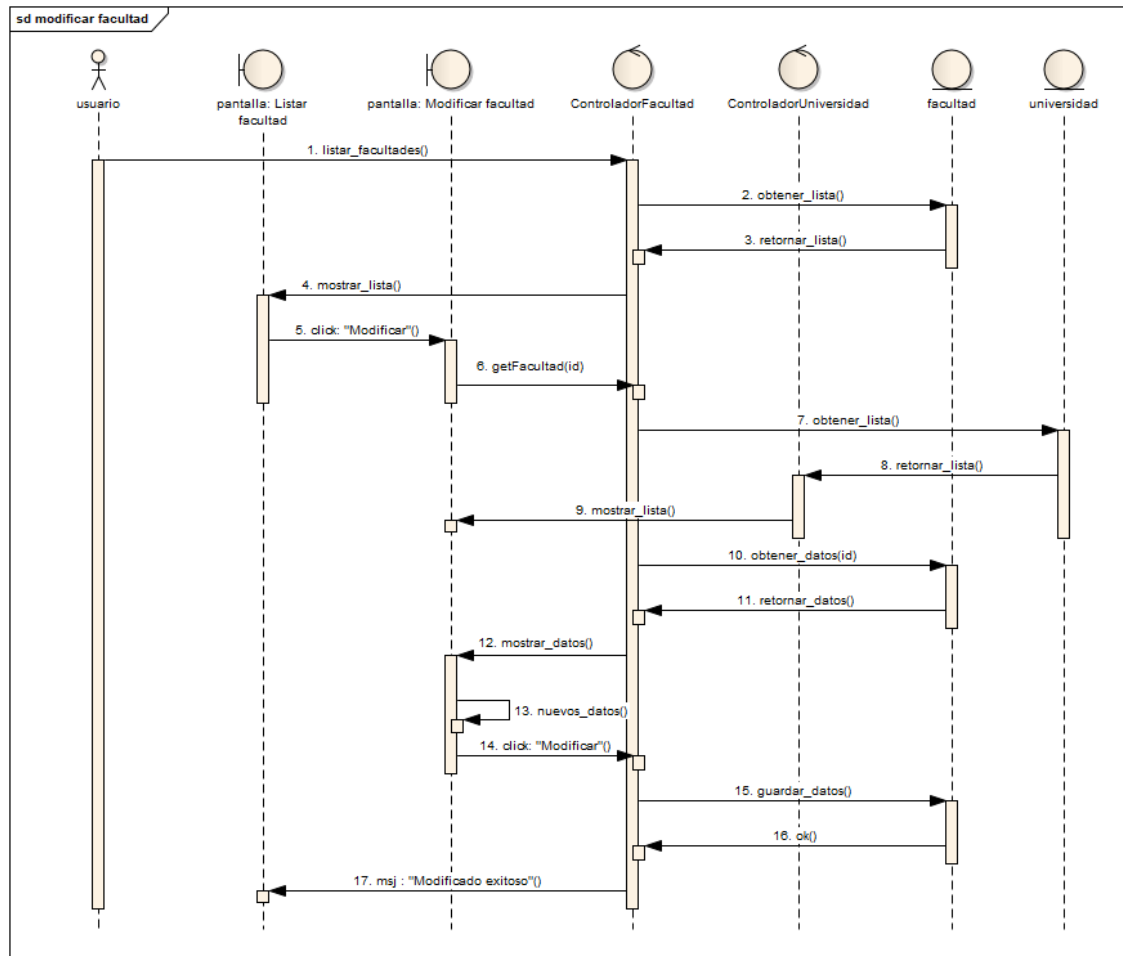 sd modificar facultad
usuario
pantalla: Listar
facultad
pantalla: Modificar facultad
ControladorFacultad
ControladorUniversidad
facultad
universidad
1. listar_facultades()
2. obtener_lista()
3. retornar_lista()
4. mostrar_lista()
5. click: "Modificar"()
6. getFacultad(id)
7. obtener_lista()
8. retornar_lista()
9. mostrar_lista()
10. obtener_datos(id)
11. retornar_datos()
12. mostrar_datos()
13. nuevos_datos()
14. click: "Modificar"()
15. guardar_datos()
16. ok()
17. msj : "Modificado exitoso"()